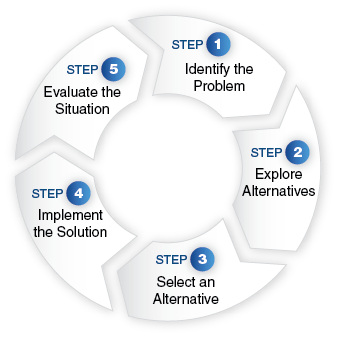 STEP 1
Identify the
Problem
STEP 2
Explore
Alternatives
STEP 3
Select an
Alternative
STEP 4
Implement
the Solution
STEP 5
Evaluate the
Situation